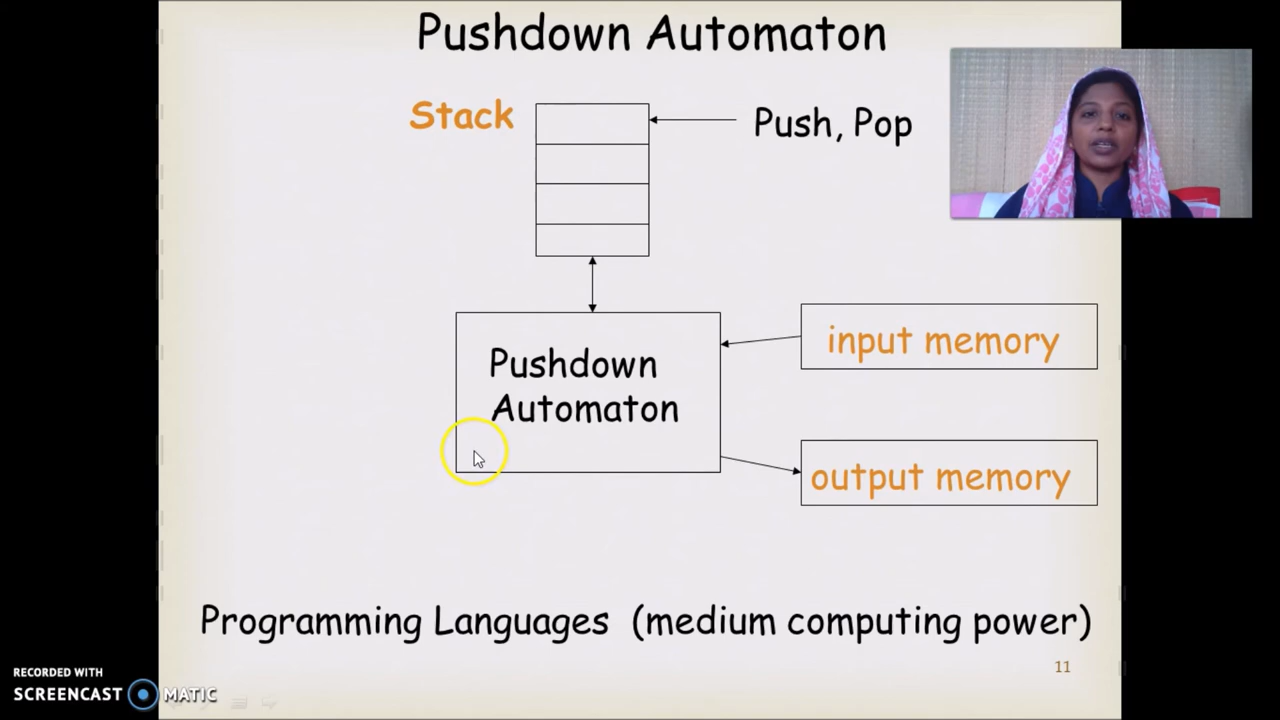 Pushdown Automaton
Stack
Push, Pop
Pushdown
Automaton
input memory
output memory
Programming Languages (medium computing power)
11
RECORDED WITH
SCREENCAST MATIC